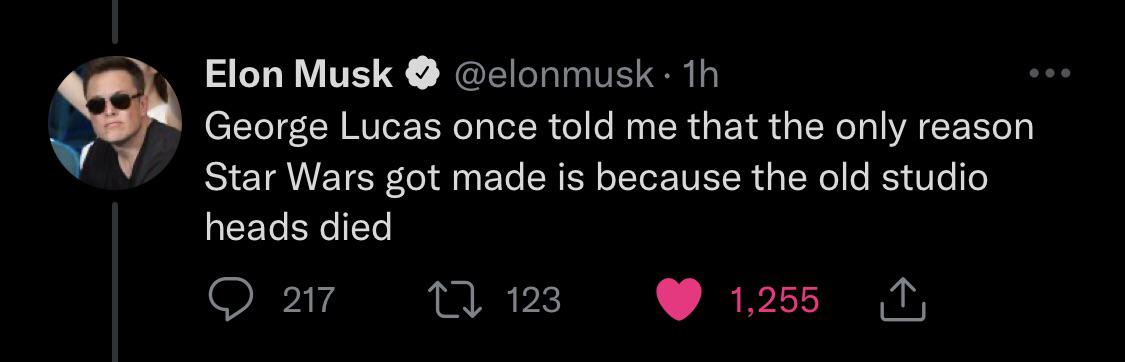 Elon Musk @elonmusk · 1h
George Lucas once told me that the only reason
Star Wars got made is because the old studio
heads died
217 123 1,255